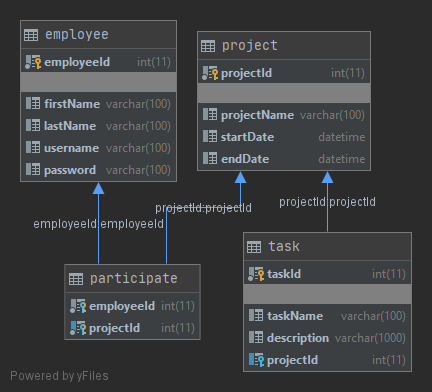 employee
employeeId int(11)
firstName varchar(100)
lastName varchar(100)
username varchar(100)
password varchar(100)
project
projectId int(11)
projectName varchar(100)
startDate datetime
endDate datetime
employeeId:employeeId
projectId:projectId
projectId:projectId
participate
employeeId int(11)
projectId int(11)
task
taskId int(11)
taskName varchar(100)
description varchar(1000)
projectId int(11)
Powered by yFiles